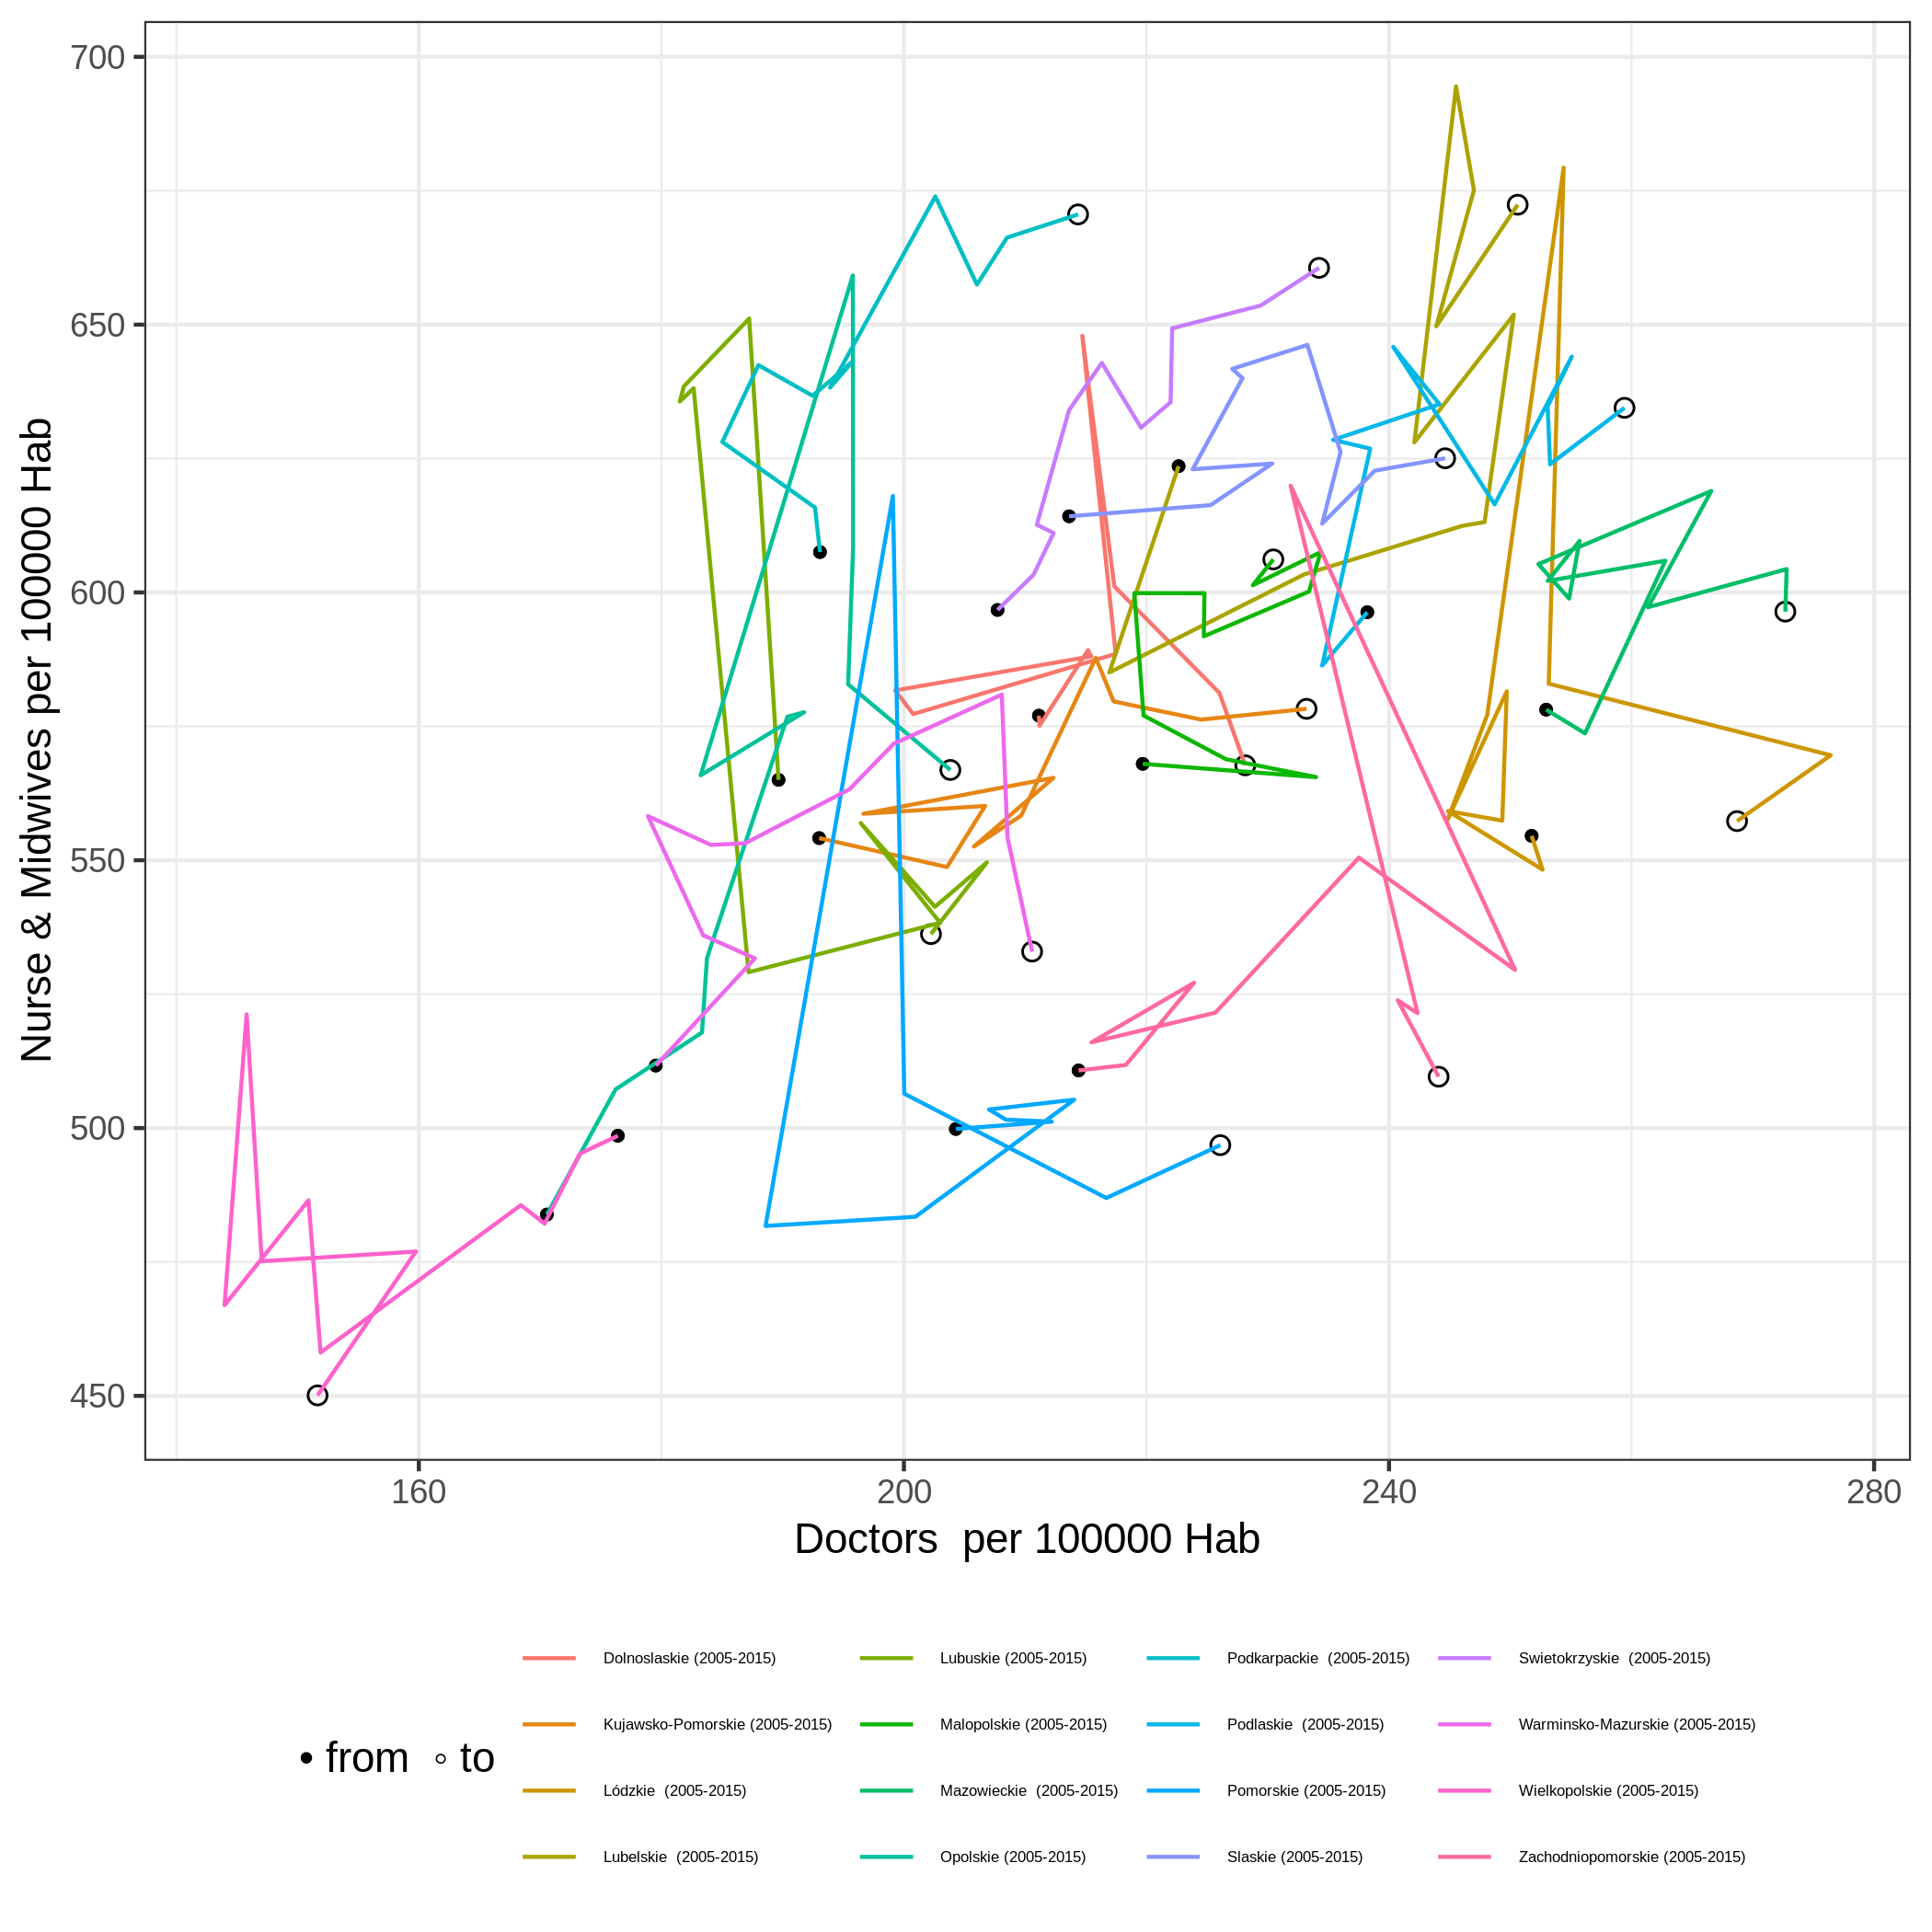 700
650
600
550
500
450
Nurse & Midwives per 100000 Hab
160 200 240 280
Doctors  per 100000 Hab
from to
Dolnoslaskie (2005-2015) Lubuskie (2005-2015) Podkarpackie  (2005-2015) Swietokrzyskie  (2005-2015)
Kujawsko-Pomorskie (2005-2015) Malopolskie (2005-2015) Podlaskie  (2005-2015) Warminsko-Mazurskie (2005-2015)
Lódzkie  (2005-2015) Mazowieckie  (2005-2015) Pomorskie (2005-2015) Wielkopolskie (2005-2015)
Lubelskie  (2005-2015) Opolskie (2005-2015) Slaskie (2005-2015) Zachodniopomorskie (2005-2015)